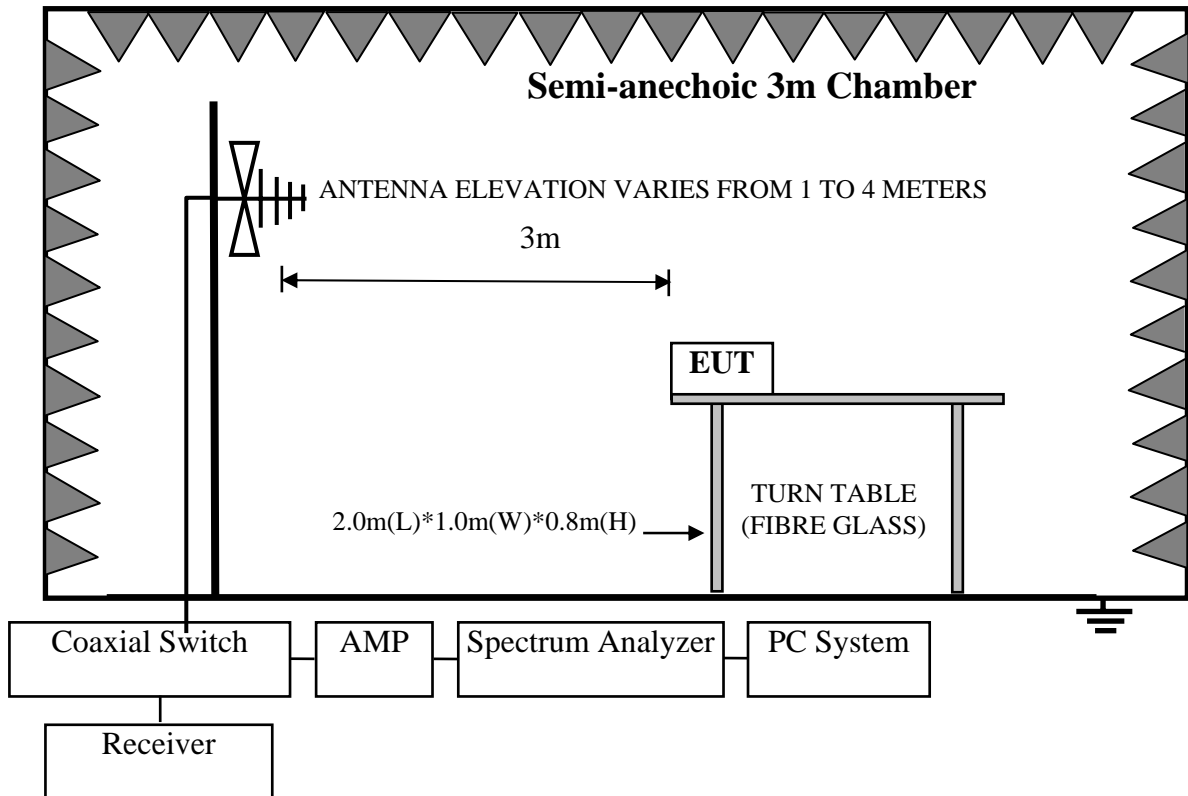 Semi-anechoic 3m Chamber
ANTENNA ELEVATION VARIES FROM 1 TO 4 METERS
3m
EUT
TURN TABLE
(FIBRE GLASS)
2.0m(L)*1.0m(W)*0.8m(H)
Coaxial Switch
AMP
Spectrum Analyzer
PC System
Receiver